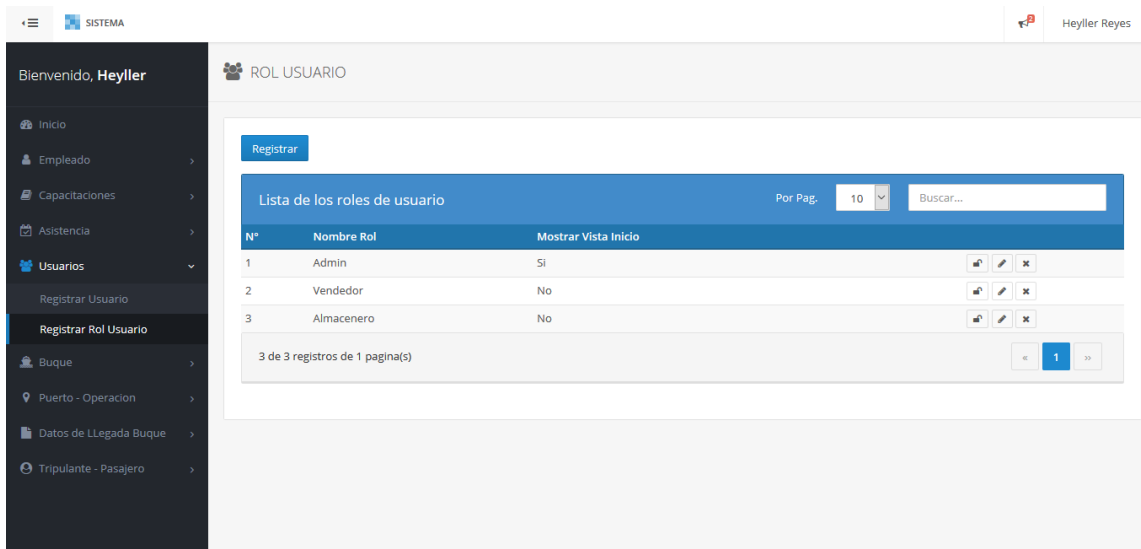 SISTEMA
2
Heyller Reyes
Bienvenido, Heyller
Inicio
Empleado
Capacitaciones
Asistencia
Usuarios
Registrar Usuario
Registrar Rol Usuario
Buque
Puerto - Operacion
Datos de LLegada Buque
Tripulante - Pasajero
ROL USUARIO
Registrar
Lista de los roles de usuario Por Pag. 10 Buscar...
N° Nombre Rol Mostrar Vista Inicio
1 Admin Si
2 Vendedor No
3 Almacenero No
3 de 3 registros de 1 pagina(s) « 1 »